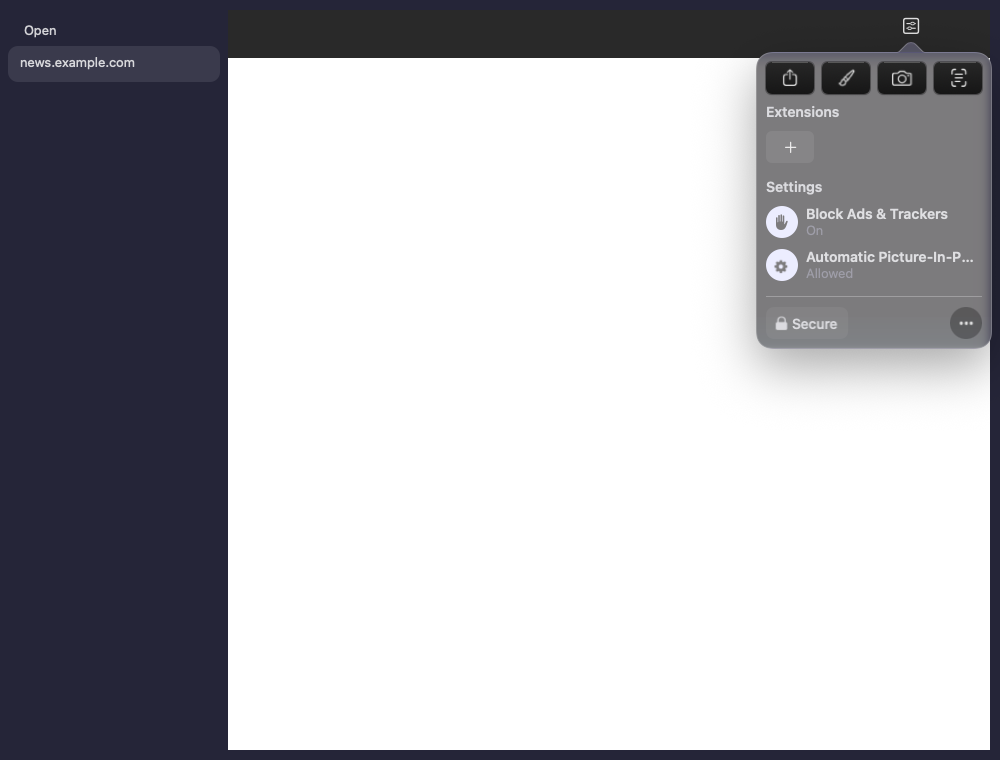 Open
news.example.com
Extensions
Settings
Block Ads & Trackers
On
Automatic Picture-In-P...
Allowed
Secure